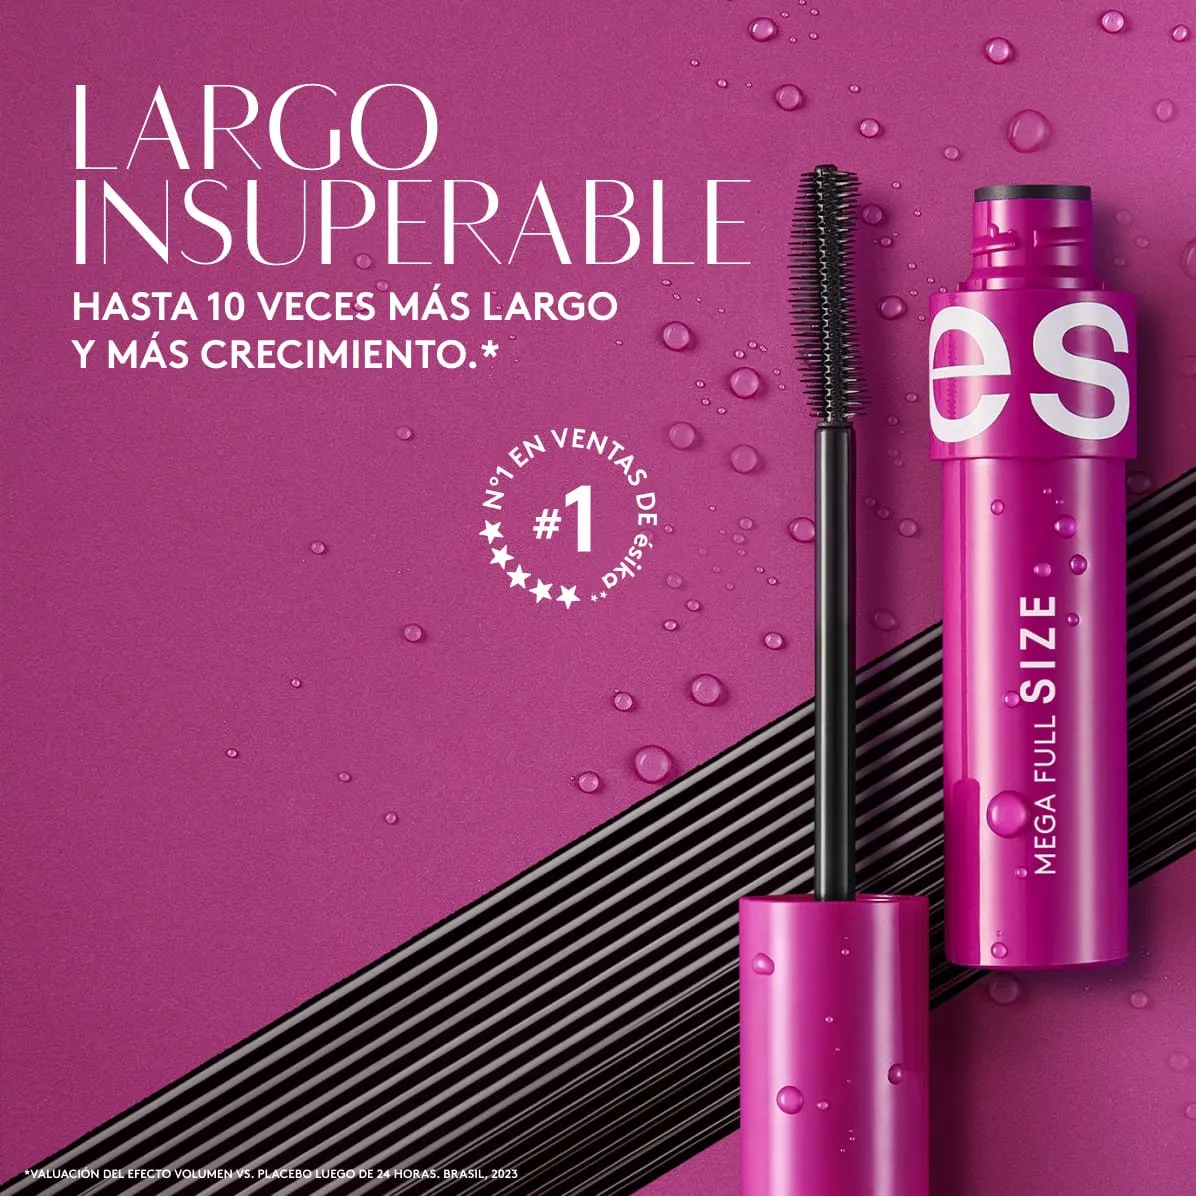 LARGO
INSUPERABLE
HASTA 10 VECES MÁS LARGO
Y MÁS CRECIMIENTO.*
Nº1 EN VENTAS DE ésika**
#1
es
MEGA FULL SIZE
*VALUACIÓN DEL EFECTO VOLUMEN VS. PLACEBO LUEGO DE 24 HORAS. BRASIL, 2023